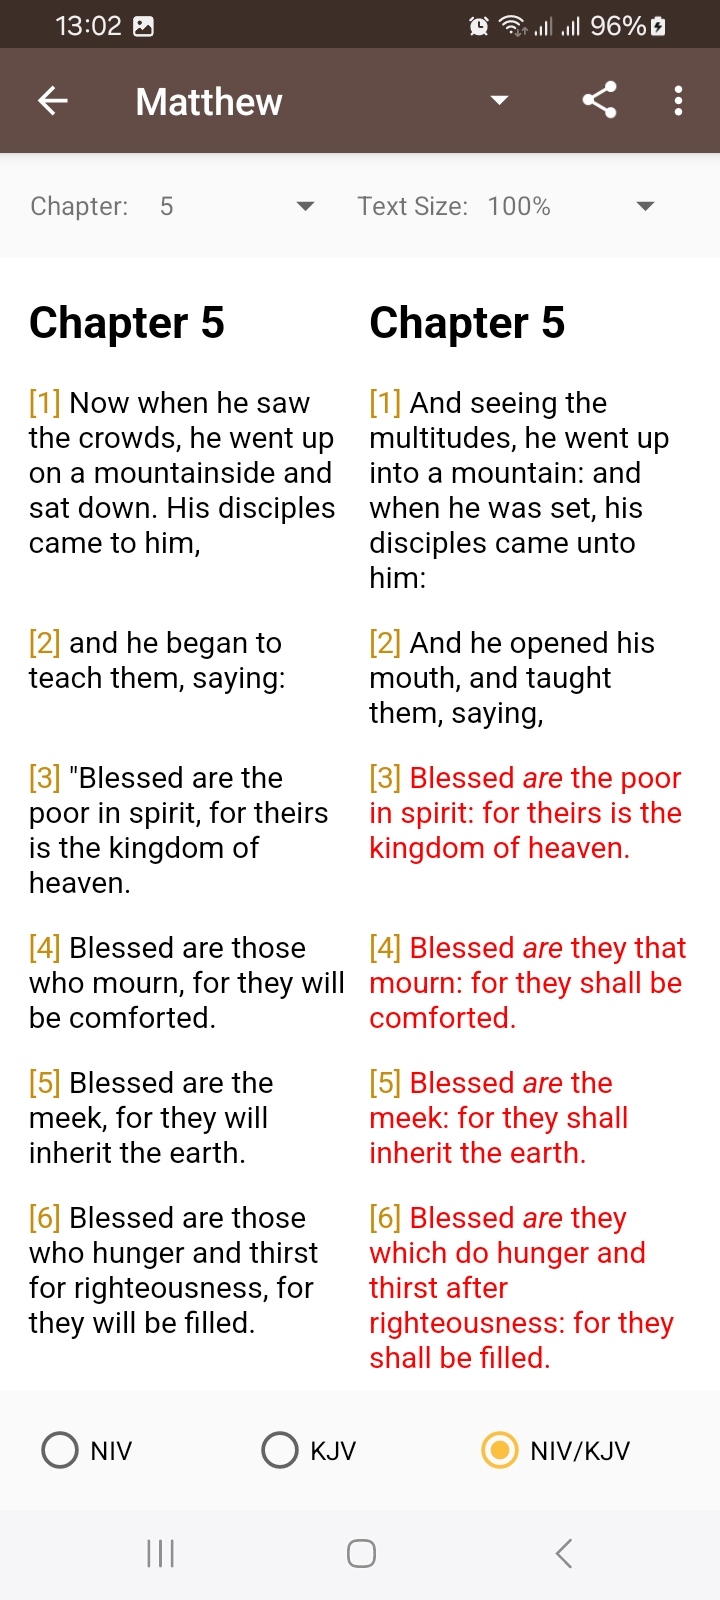 13:02
96%
Matthew
Chapter: 5
Text Size: 100%
Chapter 5
[1] Now when he saw
the crowds, he went up
on a mountainside and
sat down. His disciples
came to him,
[2] and he began to
teach them, saying:
[3] "Blessed are the
poor in spirit, for theirs
is the kingdom of
heaven.
[4] Blessed are those
who mourn, for they will
be comforted.
[5] Blessed are the
meek, for they will
inherit the earth.
[6] Blessed are those
who hunger and thirst
for righteousness, for
they will be filled.
Chapter 5
[1] And seeing the
multitudes, he went up
into a mountain: and
when he was set, his
disciples came unto
him:
[2] And he opened his
mouth, and taught
them, saying,
[3] Blessed are the poor
in spirit: for theirs is the
kingdom of heaven.
[4] Blessed are they that
mourn: for they shall be
comforted.
[5] Blessed are the
meek: for they shall
inherit the earth.
[6] Blessed are they
which do hunger and
thirst after
righteousness: for they
shall be filled.
NIV
KJV
NIV/KJV